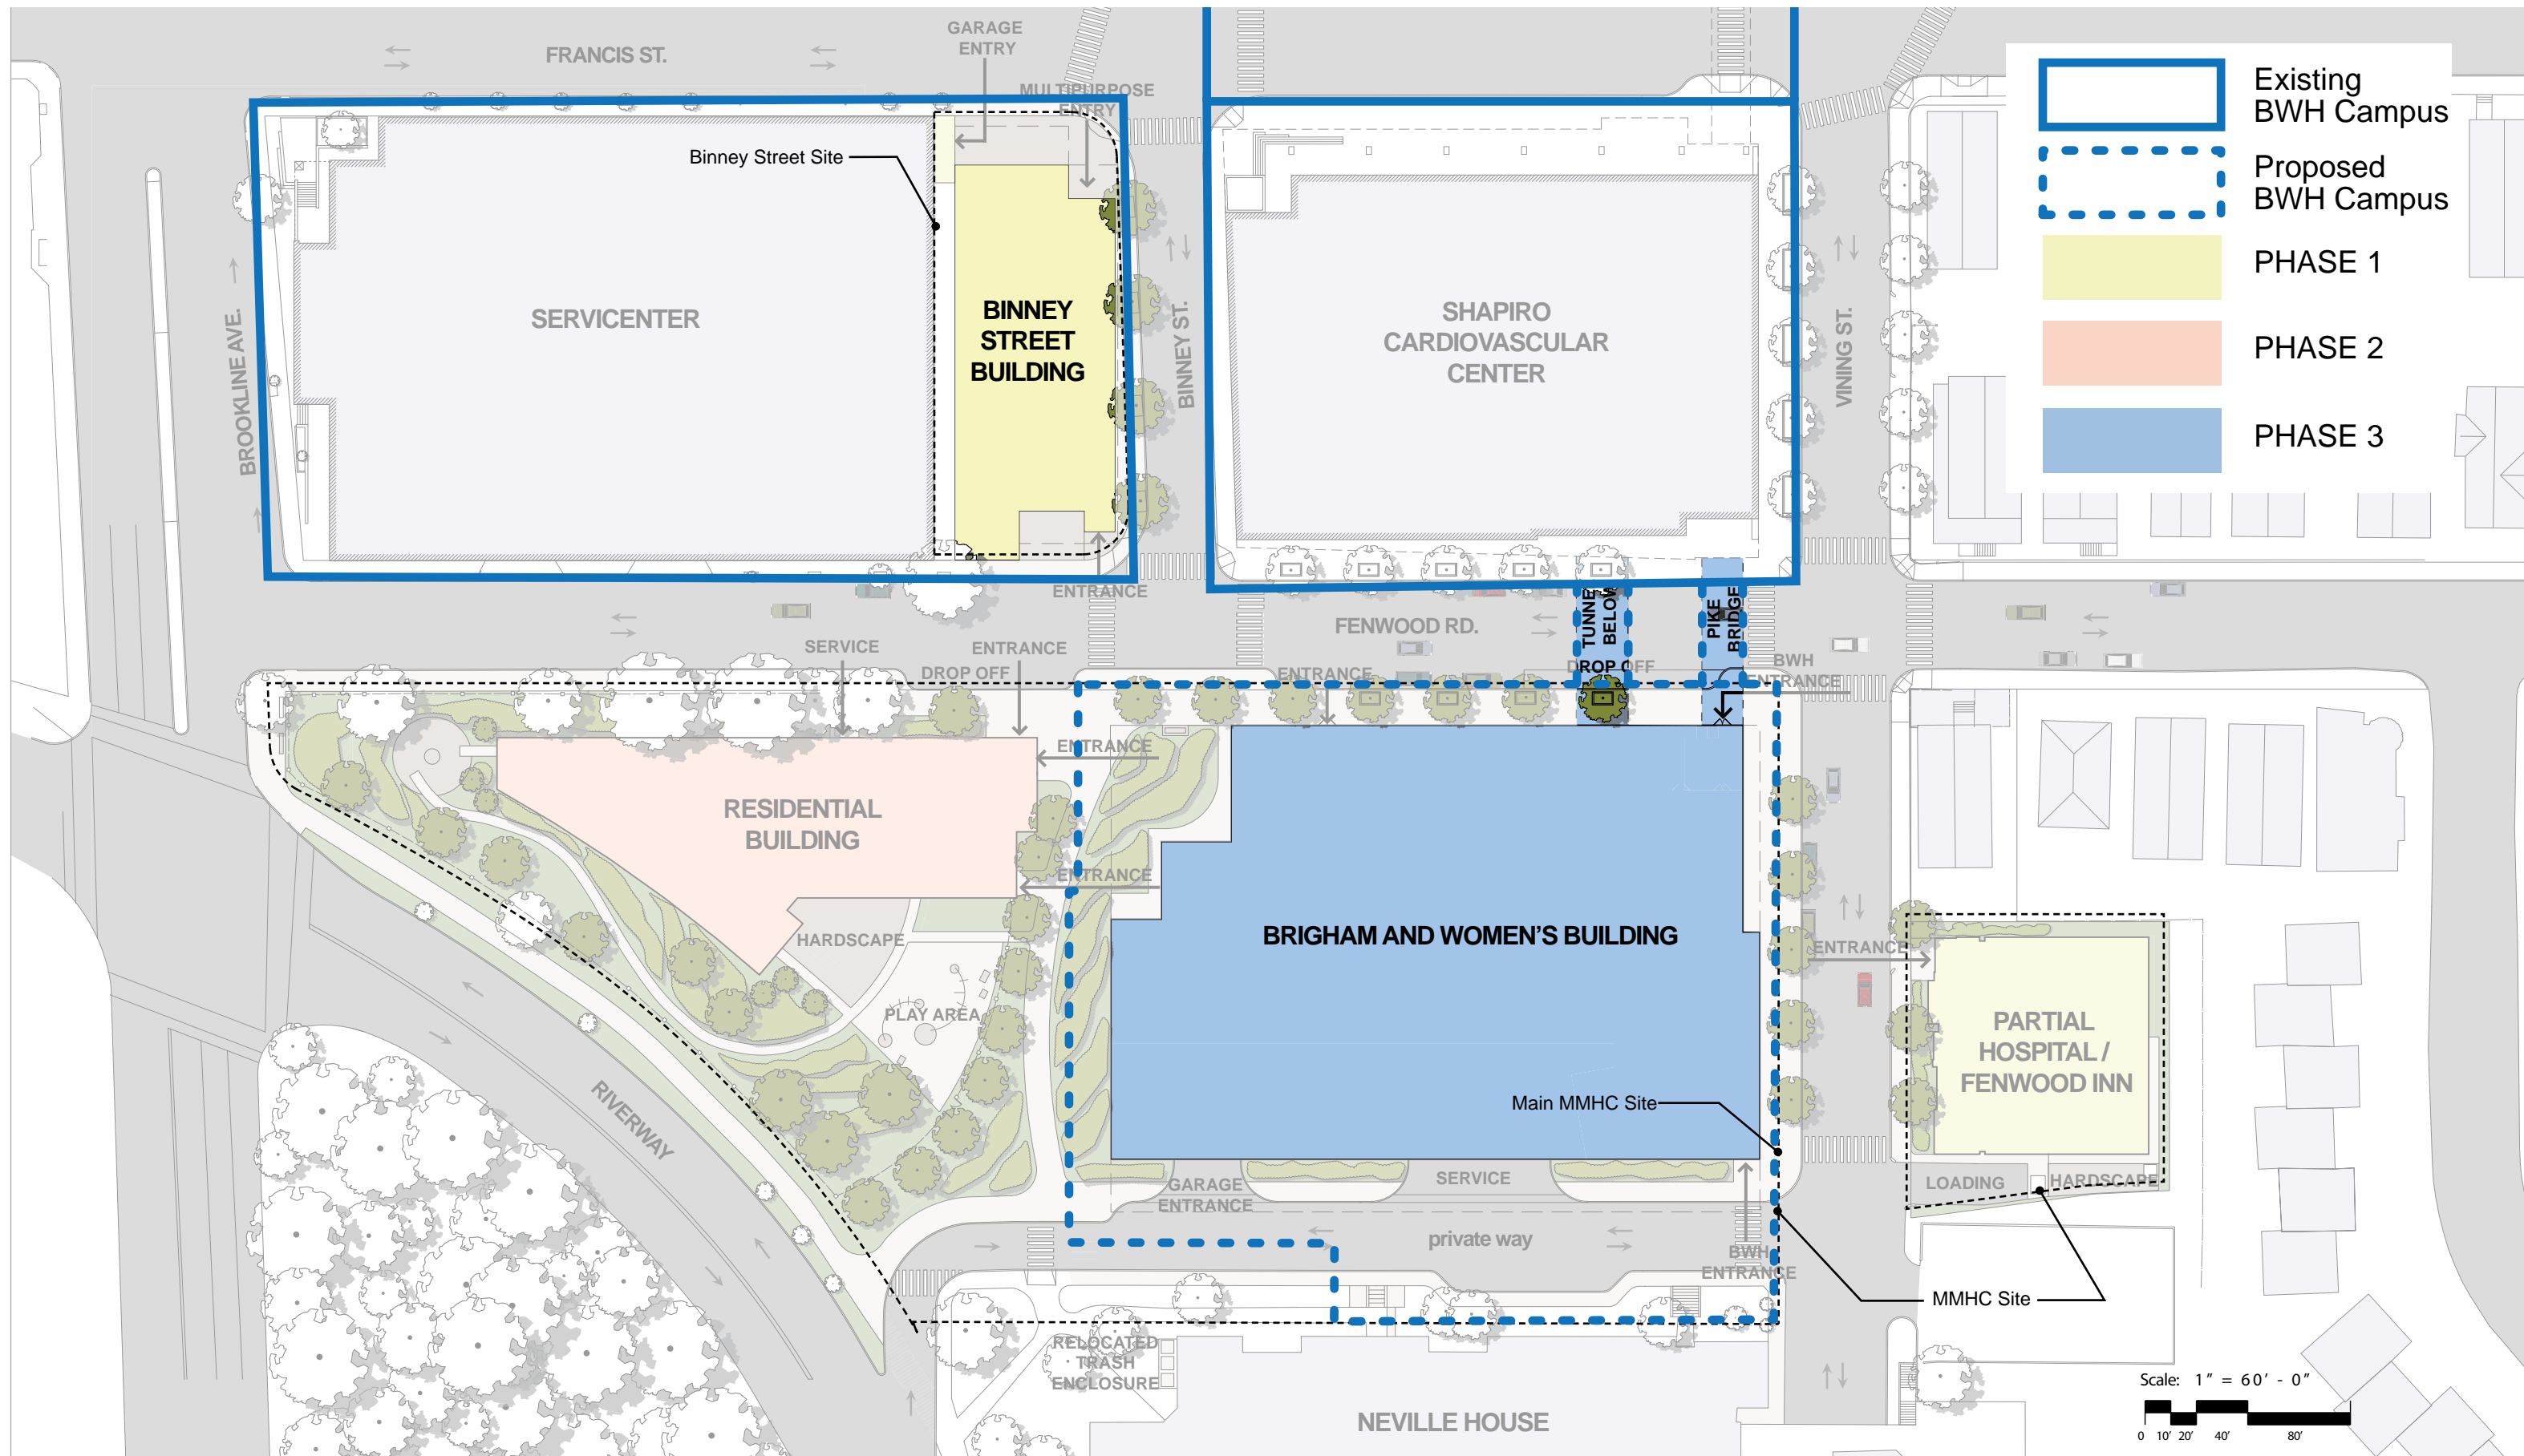 FRANCIS ST.
GARAGE
ENTRY
MULTIPURPOSE
ENTRY
Existing
BWH Campus
Proposed
BWH Campus
PHASE 1
PHASE 2
PHASE 3
Binney Street Site
BROOKLINE AVE.
SERVICENTER
BINNEY
STREET
BUILDING
BINNEY ST.
SHAPIRO
CARDIOVASCULAR
CENTER
VINING ST.
ENTRANCE
FENWOOD RD.
TUNNEL
BELOW
PIKE
BRIDGE
SERVICE
ENTRANCE
DROP OFF
ENTRANCE
DROP OFF
BWH
ENTRANCE
ENTRANCE
RESIDENTIAL
BUILDING
ENTRANCE
HARDSCAPE
PLAY AREA
BRIGHAM AND WOMEN'S BUILDING
ENTRANCE
PARTIAL
HOSPITAL /
FENWOOD INN
RIVERWAY
Main MMHC Site
GARAGE
ENTRANCE
SERVICE
LOADING
HARDSCAPE
private way
BWH
ENTRANCE
MMHC Site
RELOCATED
TRASH
ENCLOSURE
NEVILLE HOUSE
Scale: 1" = 60' - 0"
0 10' 20' 40' 80'